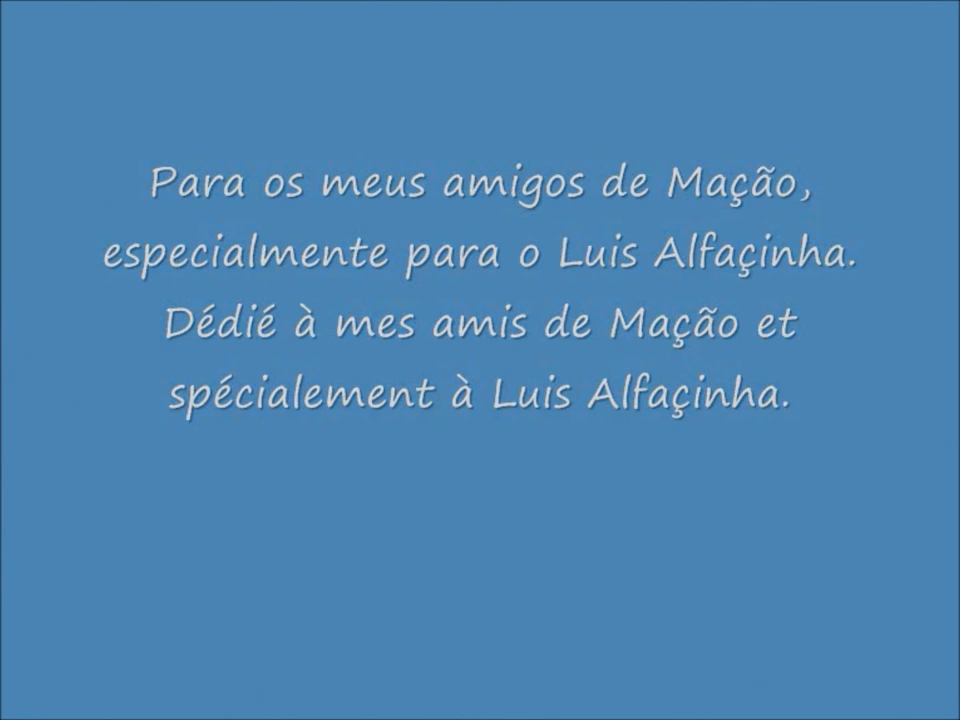 Para os meus amigos de Mação,
especialmente para o Luis Alfaçinha.
Dédié à mes amis de Mação et
spécialement à Luis Alfaçinha.